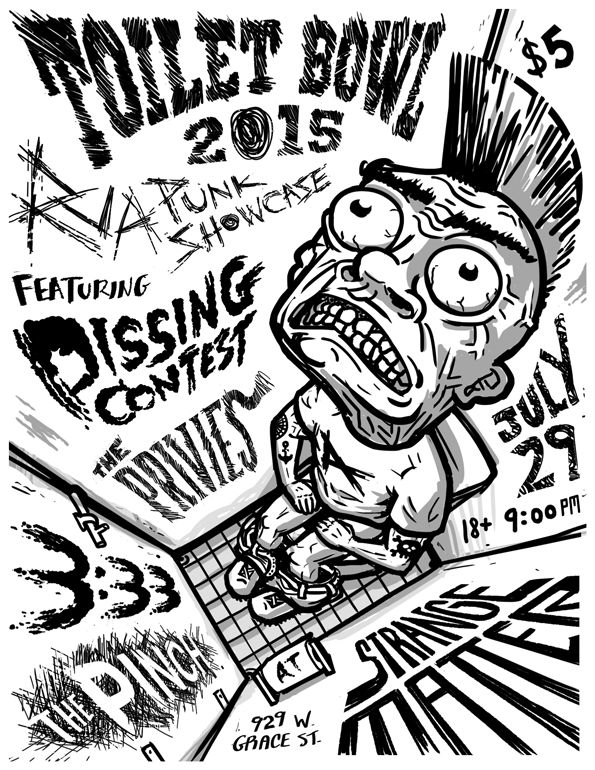 TOILET BOWL
$5
2015
RVA PUNK
SHOWCASE
FEATURING
PISSING
CONTEST
THE
PRIVIES
JULY
29
18+ 9:00 PM
3:33
THE PINCH
AT
STRANGE
MATTER
929 W.
GRACE ST.